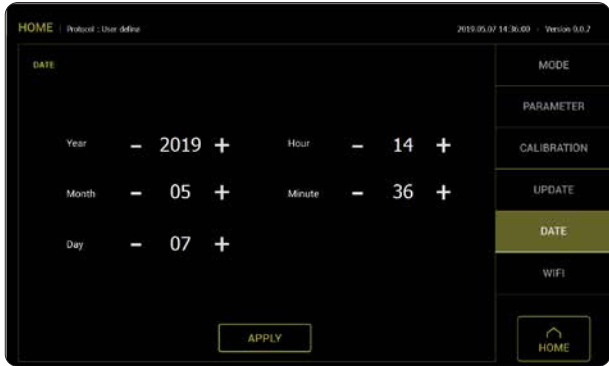 HOME | Protocol : User define
2019.05.07 14:36:00 - Version 0.0.2
DATE
Year - 2019 +
Hour - 14 +
Month - 05 +
Minute - 36 +
Day - 07 +
APPLY
MODE
PARAMETER
CALIBRATION
UPDATE
DATE
WIFI
HOME